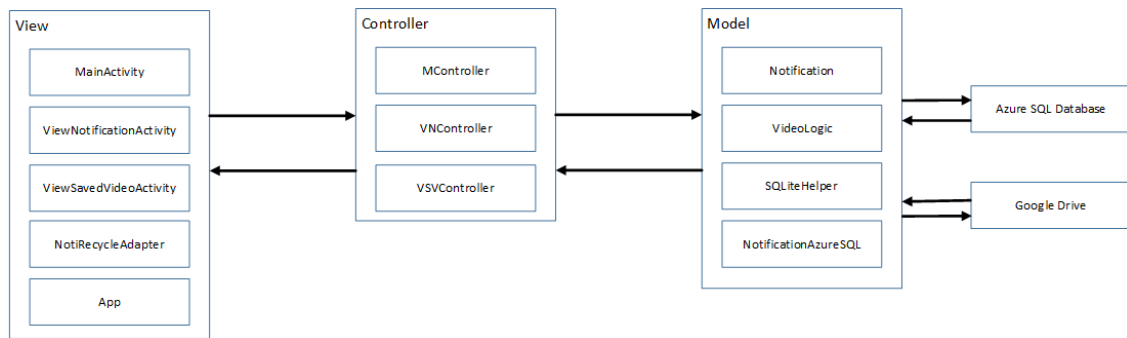 View
MainActivity
ViewNotificationActivity
ViewSavedVideoActivity
NotiRecycleAdapter
App
Controller
MController
VNController
VSVController
Model
Notification
VideoLogic
SQLiteHelper
NotificationAzureSQL
Azure SQL Database
Google Drive